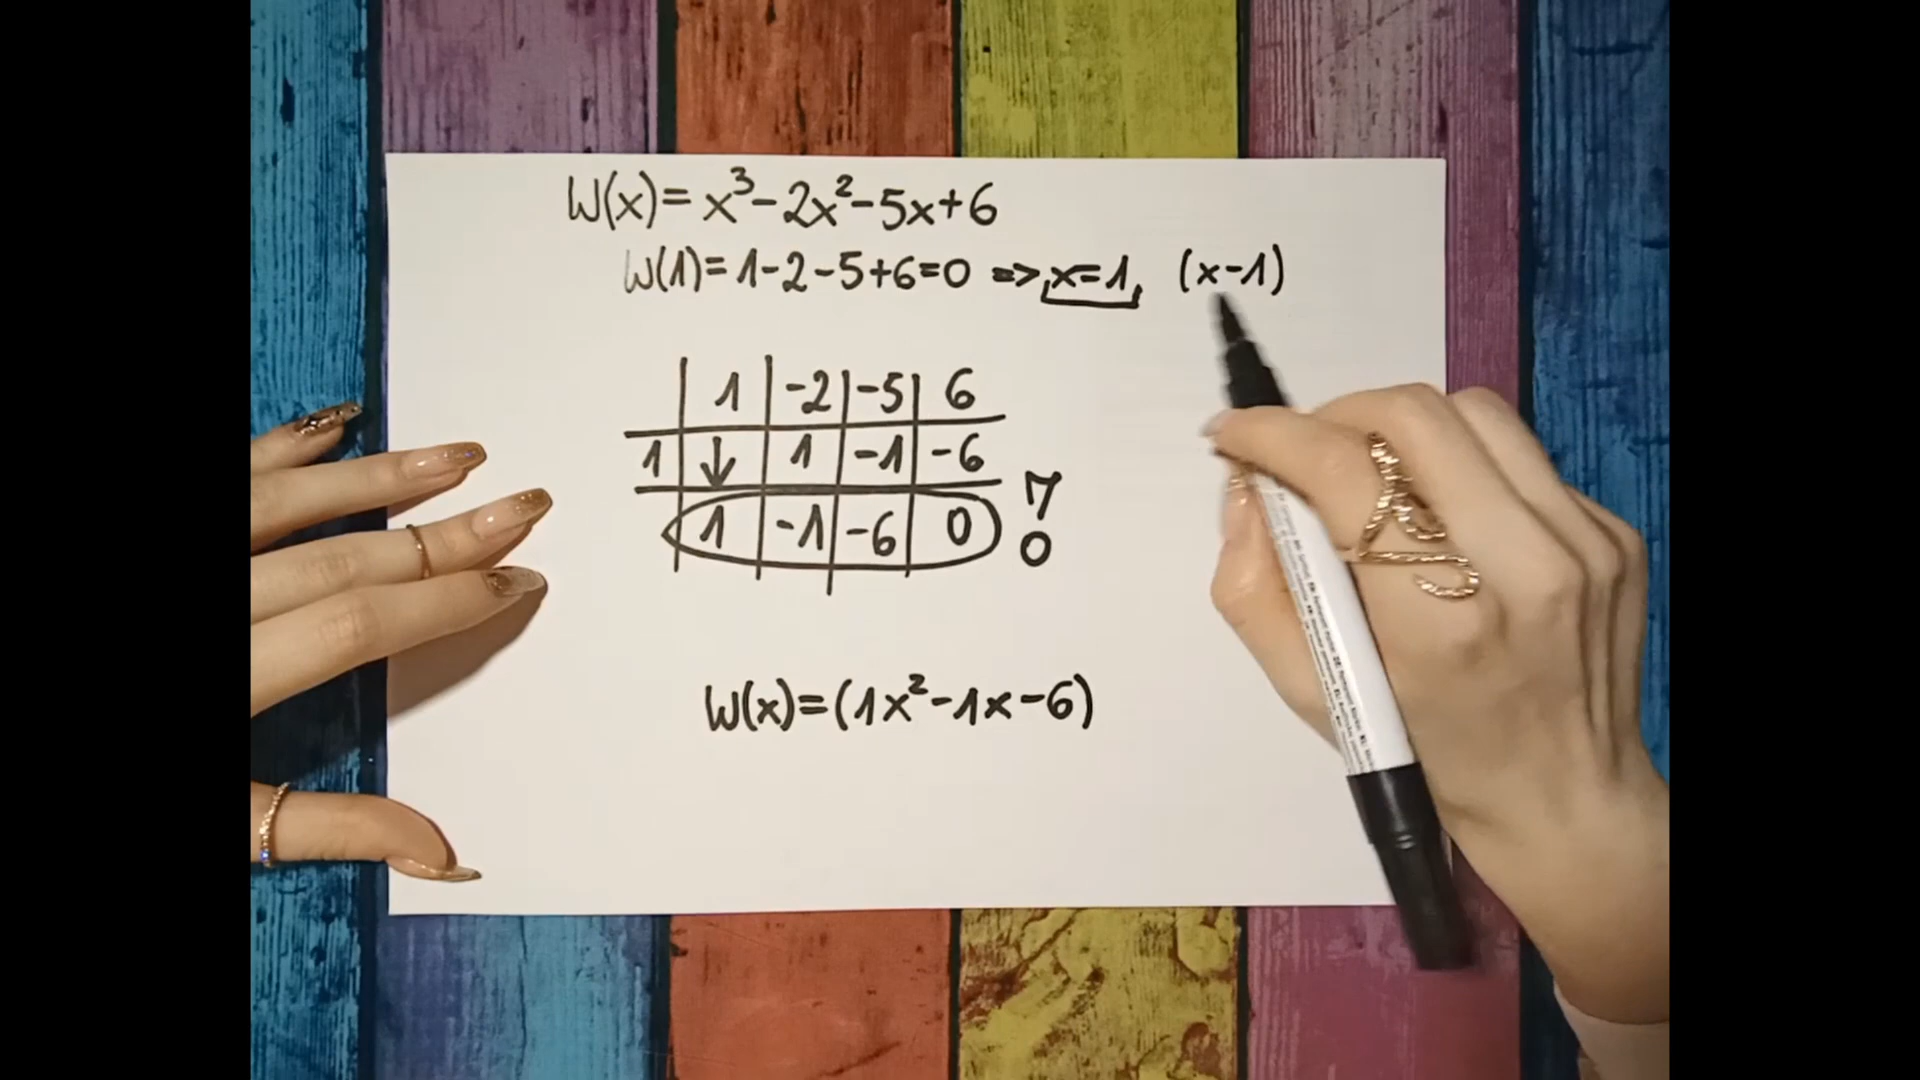 W(x)=x³-2x²-5x+6
W(1)=1-2-5+6=0 => x=1, (x-1)
1 -2 -5 6
1 ↓ 1 -1 -6
7
1 -1 -6 0
0
W(x)=(1x²-1x-6)